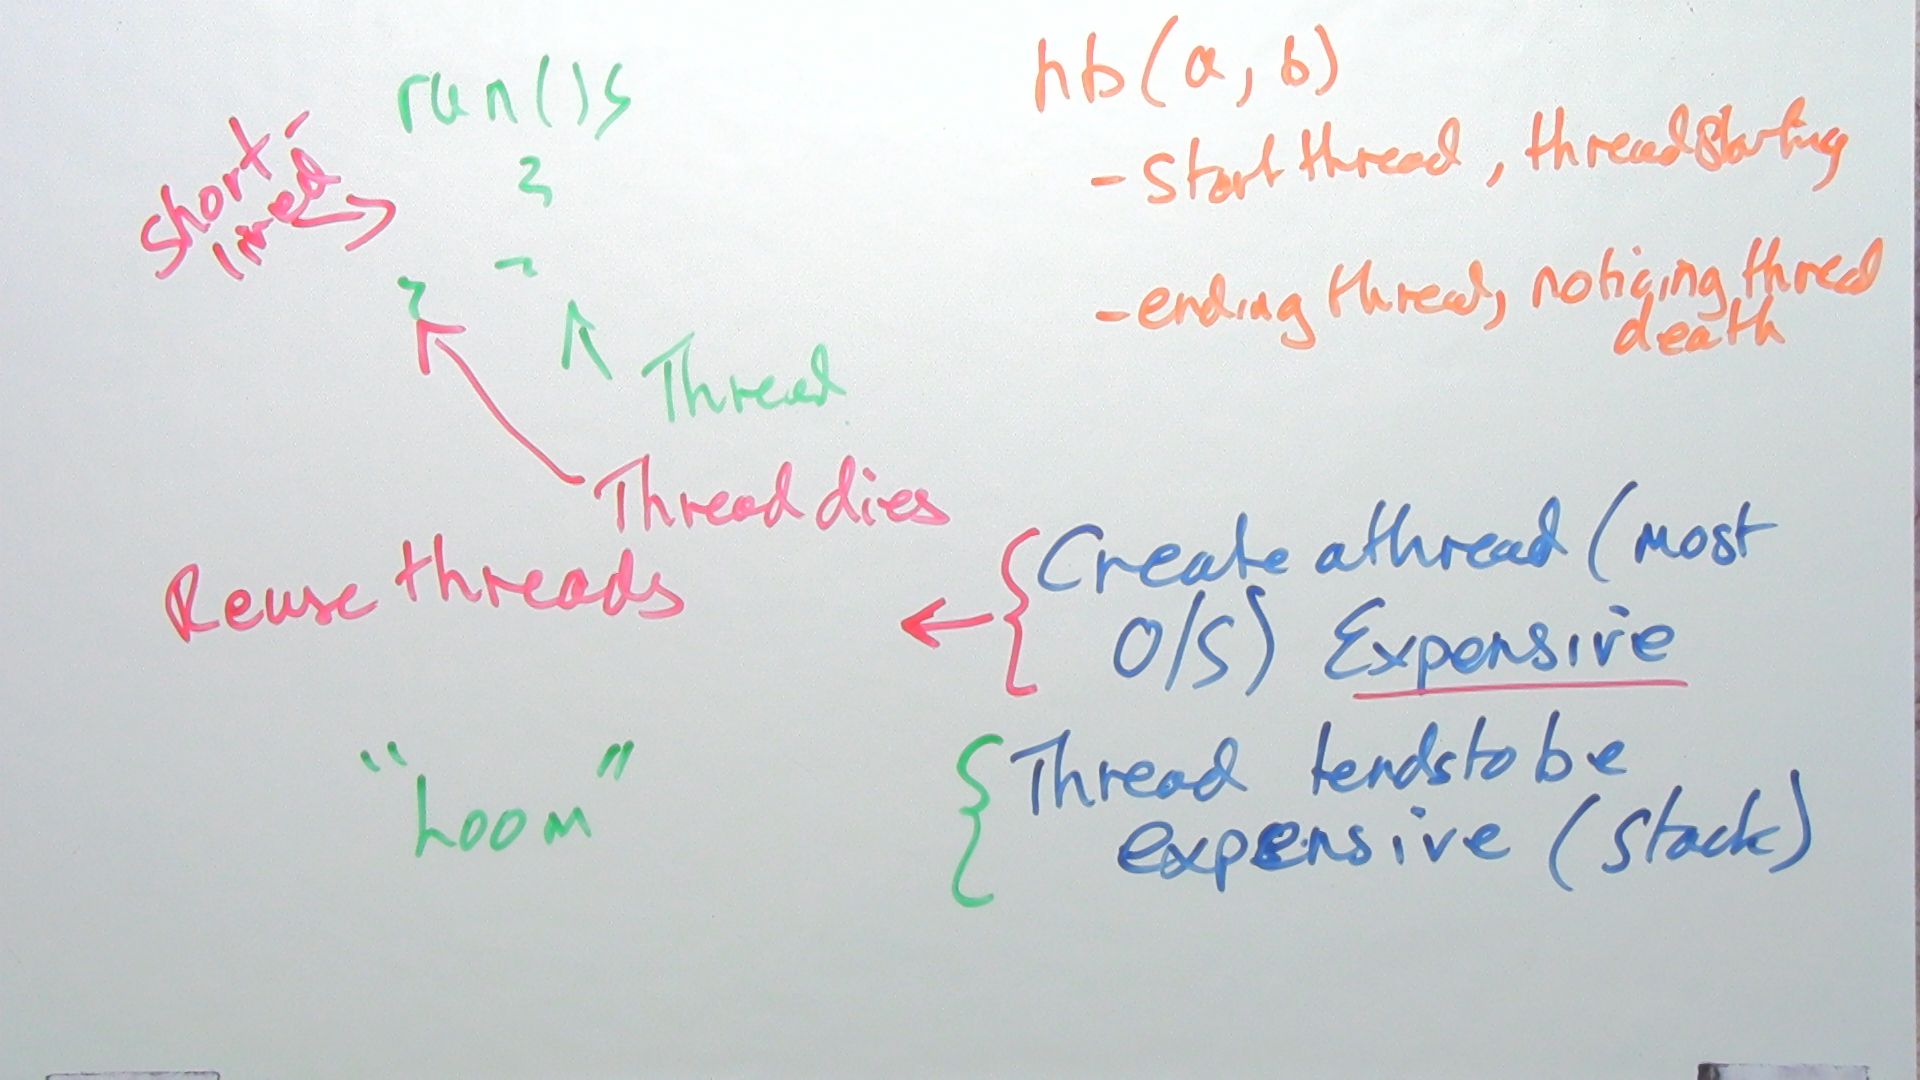 run(){
}
short-
lived
Thread
Thread dies
Reuse threads
"Loom"
hb(a, b)
- start thread, thread starting
- ending thread, noticing thread
death
{ Create a thread (most
O/S) Expensive
{ Thread tends to be
expensive (stack)